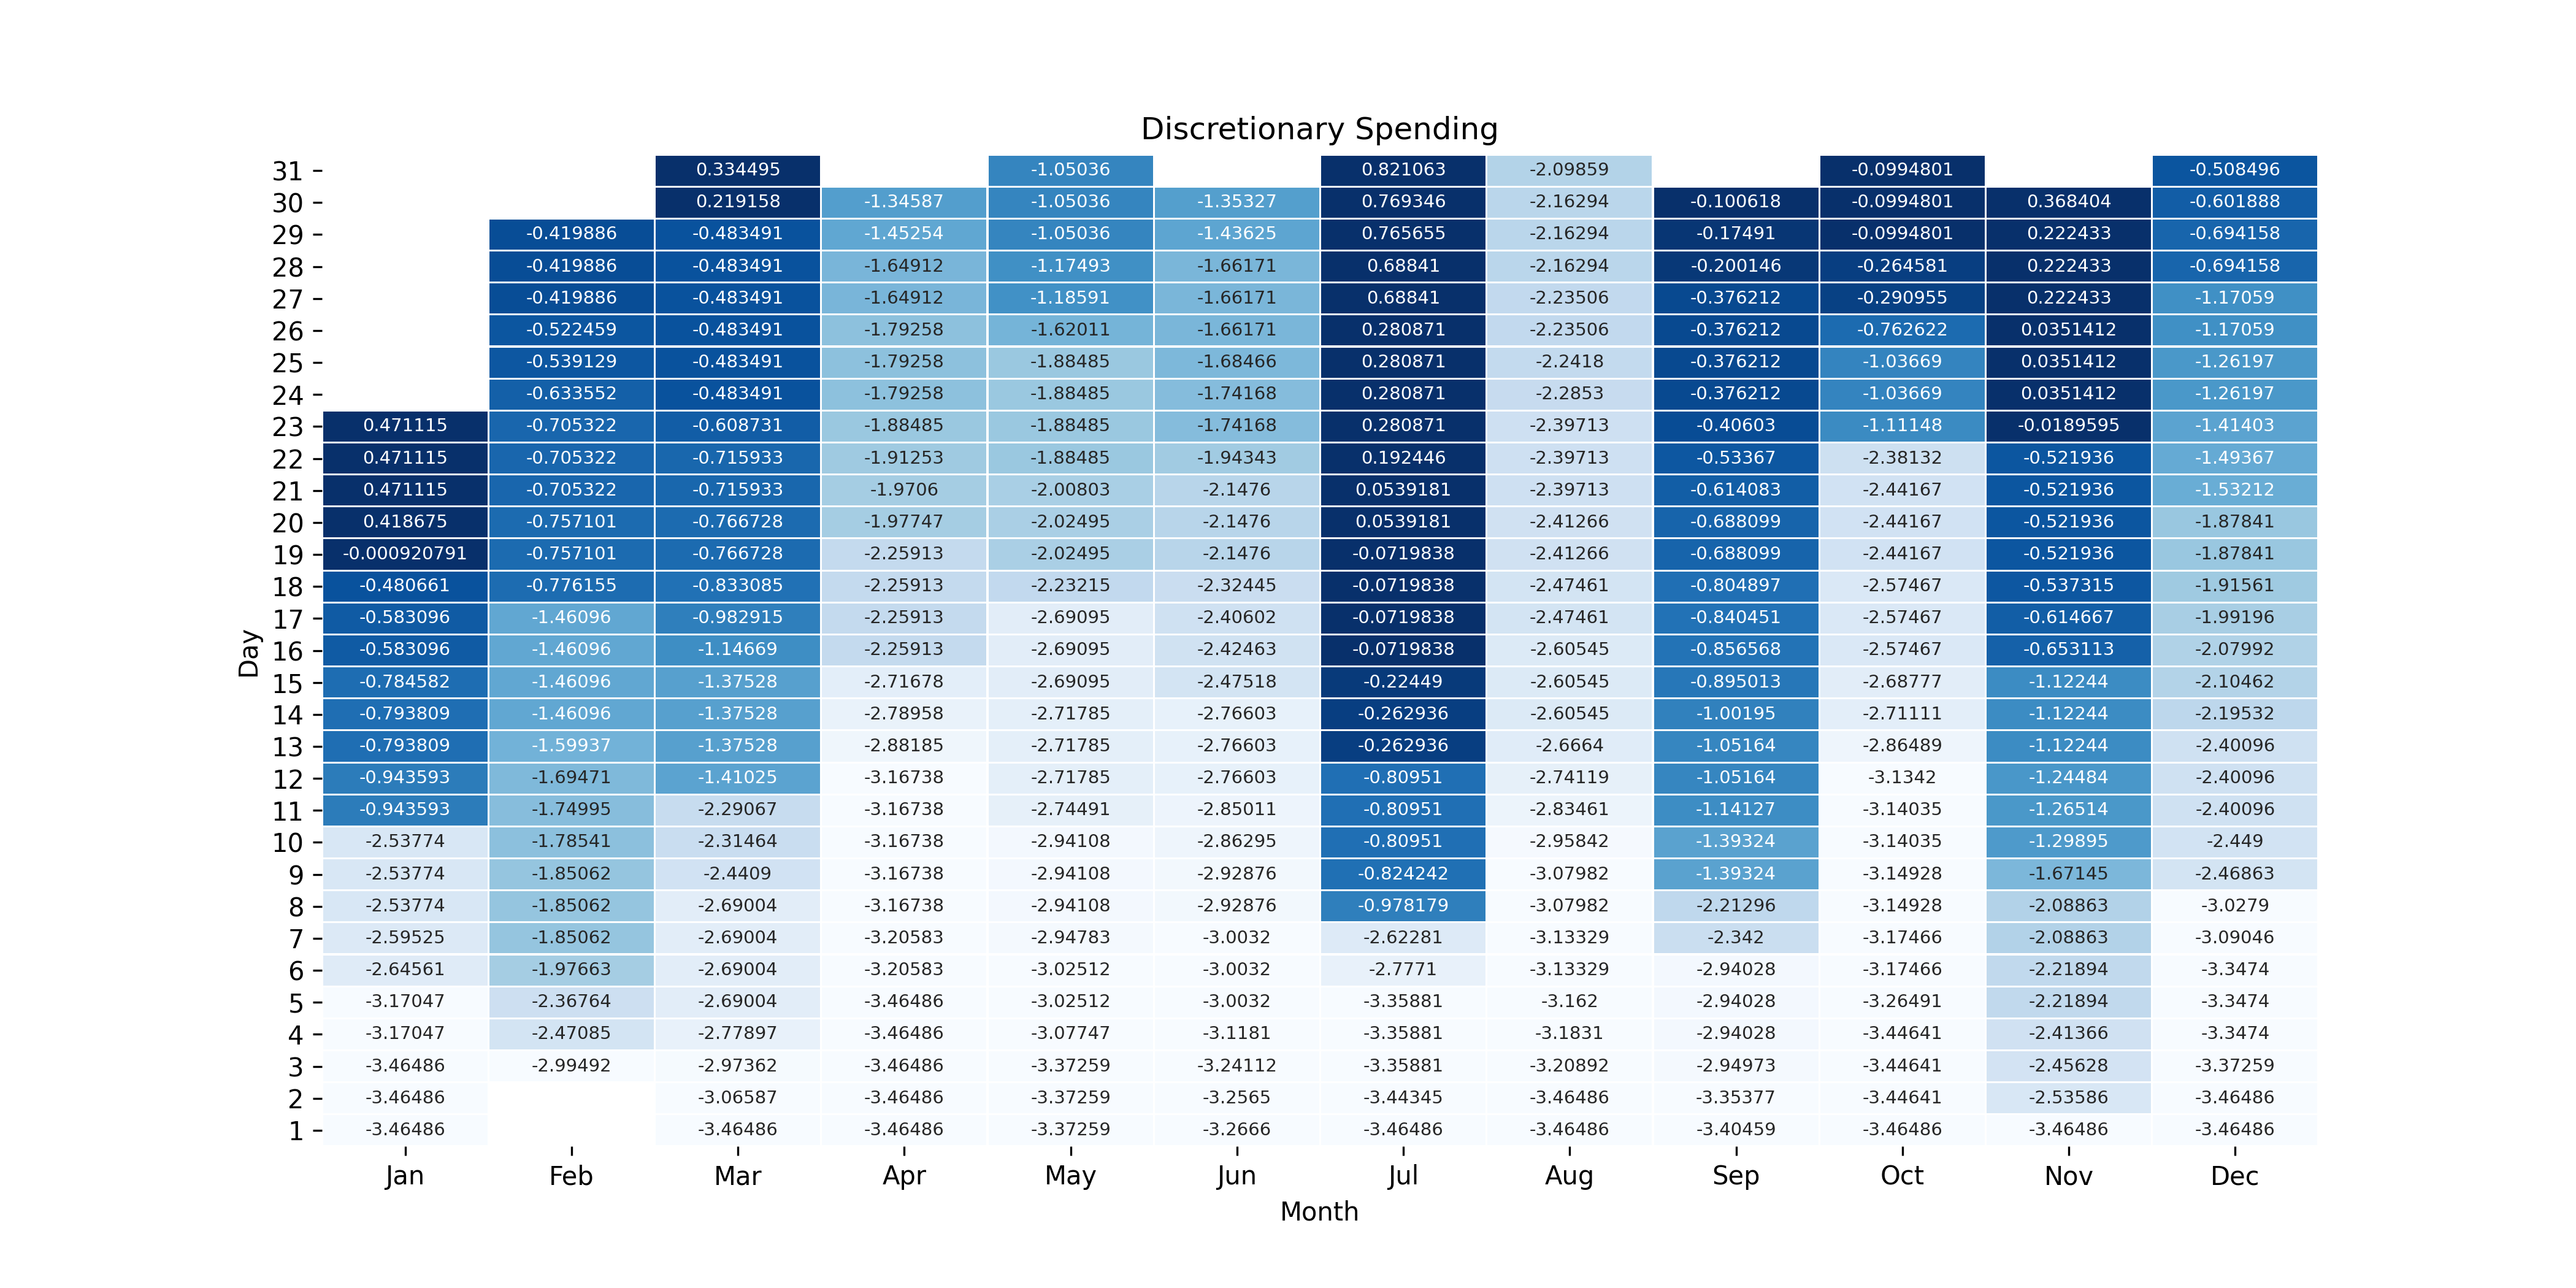 Discretionary Spending
31 0.334495 -1.05036 0.821063 -2.09859 -0.0994801 -0.508496
30 0.219158 -1.34587 -1.05036 -1.35327 0.769346 -2.16294 -0.100618 -0.0994801 0.368404 -0.601888
29 -0.419886 -0.483491 -1.45254 -1.05036 -1.43625 0.765655 -2.16294 -0.17491 -0.0994801 0.222433 -0.694158
28 -0.419886 -0.483491 -1.64912 -1.17493 -1.66171 0.68841 -2.16294 -0.200146 -0.264581 0.222433 -0.694158
27 -0.419886 -0.483491 -1.64912 -1.18591 -1.66171 0.68841 -2.23506 -0.376212 -0.290955 0.222433 -1.17059
26 -0.522459 -0.483491 -1.79258 -1.62011 -1.66171 0.280871 -2.23506 -0.376212 -0.762622 0.0351412 -1.17059
25 -0.539129 -0.483491 -1.79258 -1.88485 -1.68466 0.280871 -2.2418 -0.376212 -1.03669 0.0351412 -1.26197
24 -0.633552 -0.483491 -1.79258 -1.88485 -1.74168 0.280871 -2.2853 -0.376212 -1.03669 0.0351412 -1.26197
23 0.471115 -0.705322 -0.608731 -1.88485 -1.88485 -1.74168 0.280871 -2.39713 -0.40603 -1.11148 -0.0189595 -1.41403
22 0.471115 -0.705322 -0.715933 -1.91253 -1.88485 -1.94343 0.192446 -2.39713 -0.53367 -2.38132 -0.521936 -1.49367
21 0.471115 -0.705322 -0.715933 -1.9706 -2.00803 -2.1476 0.0539181 -2.39713 -0.614083 -2.44167 -0.521936 -1.53212
20 0.418675 -0.757101 -0.766728 -1.97747 -2.02495 -2.1476 0.0539181 -2.41266 -0.688099 -2.44167 -0.521936 -1.87841
19 -0.000920791 -0.757101 -0.766728 -2.25913 -2.02495 -2.1476 -0.0719838 -2.41266 -0.688099 -2.44167 -0.521936 -1.87841
18 -0.480661 -0.776155 -0.833085 -2.25913 -2.23215 -2.32445 -0.0719838 -2.47461 -0.804897 -2.57467 -0.537315 -1.91561
17 -0.583096 -1.46096 -0.982915 -2.25913 -2.69095 -2.40602 -0.0719838 -2.47461 -0.840451 -2.57467 -0.614667 -1.99196
16 -0.583096 -1.46096 -1.14669 -2.25913 -2.69095 -2.42463 -0.0719838 -2.60545 -0.856568 -2.57467 -0.653113 -2.07992
15 -0.784582 -1.46096 -1.37528 -2.71678 -2.69095 -2.47518 -0.22449 -2.60545 -0.895013 -2.68777 -1.12244 -2.10462
14 -0.793809 -1.46096 -1.37528 -2.78958 -2.71785 -2.76603 -0.262936 -2.60545 -1.00195 -2.71111 -1.12244 -2.19532
13 -0.793809 -1.59937 -1.37528 -2.88185 -2.71785 -2.76603 -0.262936 -2.6664 -1.05164 -2.86489 -1.12244 -2.40096
12 -0.943593 -1.69471 -1.41025 -3.16738 -2.71785 -2.76603 -0.80951 -2.74119 -1.05164 -3.1342 -1.24484 -2.40096
11 -0.943593 -1.74995 -2.29067 -3.16738 -2.74491 -2.85011 -0.80951 -2.83461 -1.14127 -3.14035 -1.26514 -2.40096
10 -2.53774 -1.78541 -2.31464 -3.16738 -2.94108 -2.86295 -0.80951 -2.95842 -1.39324 -3.14035 -1.29895 -2.449
9 -2.53774 -1.85062 -2.4409 -3.16738 -2.94108 -2.92876 -0.824242 -3.07982 -1.39324 -3.14928 -1.67145 -2.46863
8 -2.53774 -1.85062 -2.69004 -3.16738 -2.94108 -2.92876 -0.978179 -3.07982 -2.21296 -3.14928 -2.08863 -3.0279
7 -2.59525 -1.85062 -2.69004 -3.20583 -2.94783 -3.0032 -2.62281 -3.13329 -2.342 -3.17466 -2.08863 -3.09046
6 -2.64561 -1.97663 -2.69004 -3.20583 -3.02512 -3.0032 -2.7771 -3.13329 -2.94028 -3.17466 -2.21894 -3.3474
5 -3.17047 -2.36764 -2.69004 -3.46486 -3.02512 -3.0032 -3.35881 -3.162 -2.94028 -3.26491 -2.21894 -3.3474
4 -3.17047 -2.47085 -2.77897 -3.46486 -3.07747 -3.1181 -3.35881 -3.1831 -2.94028 -3.44641 -2.41366 -3.3474
3 -3.46486 -2.99492 -2.97362 -3.46486 -3.37259 -3.24112 -3.35881 -3.20892 -2.94973 -3.44641 -2.45628 -3.37259
2 -3.46486 -3.06587 -3.46486 -3.37259 -3.2565 -3.44345 -3.46486 -3.35377 -3.44641 -2.53586 -3.46486
1 -3.46486 -3.46486 -3.46486 -3.37259 -3.2666 -3.46486 -3.46486 -3.40459 -3.46486 -3.46486 -3.46486
Day
Jan Feb Mar Apr May Jun Jul Aug Sep Oct Nov Dec
Month